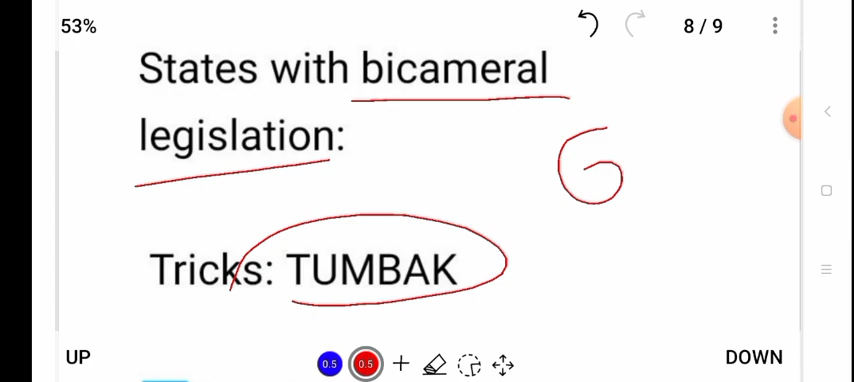 53%
8 / 9
States with bicameral
legislation:
6
Tricks: TUMBAK
UP
0.5
0.5
DOWN